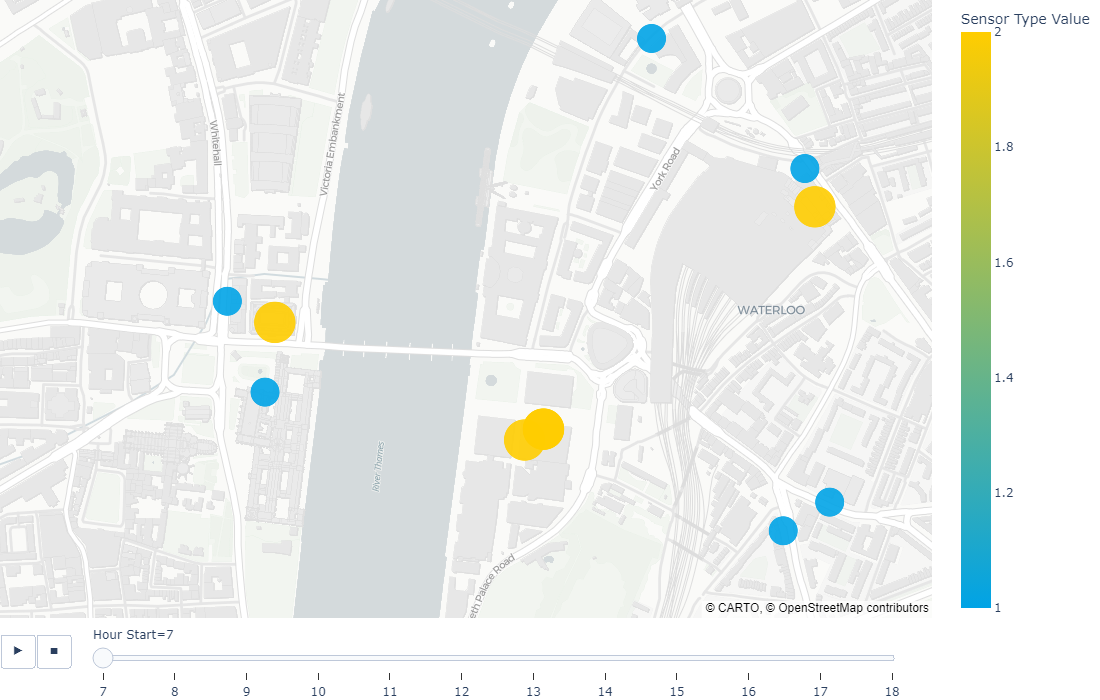 Sensor Type Value
2
1.8
1.6
1.4
1.2
1
Whitehall
Victoria Embankment
York Road
WATERLOO
River Thames
eth Palace Road
© CARTO, © OpenStreetMap contributors
Hour Start=7
7 8 9 10 11 12 13 14 15 16 17 18